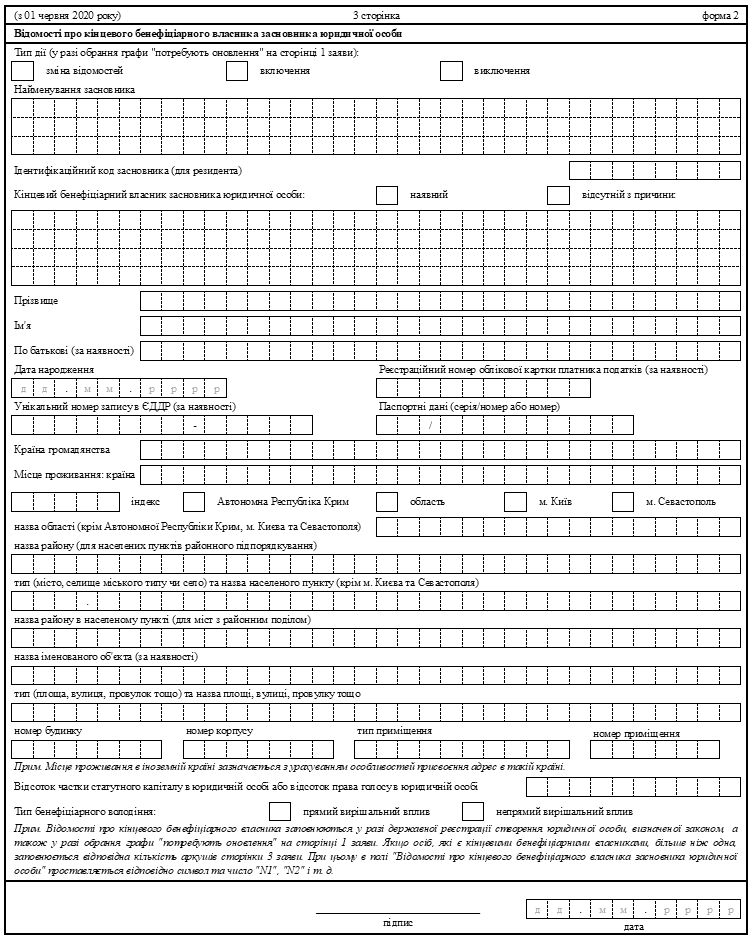 (з 01 червня 2020 року) 3 сторінка форма 2
Відомості про кінцевого бенефіціарного власника засновника юридичної особи
Тип дії (у разі обрання графи "потребують оновлення" на сторінці 1 заяви):
зміна відомостей включення виключення
Найменування засновника
Ідентифікаційний код засновника (для резидента)
Кінцевий бенефіціарний власник засновника юридичної особи: наявний відсутній з причини:
Прізвище
Ім'я
По батькові (за наявності)
Дата народження Реєстраційний номер облікової картки платника податків (за наявності)
д д . м м . р р р р
Унікальний номер запису в ЄДДР (за наявності) Паспортні дані (серія/номер або номер)
- /
Країна громадянства
Місце проживання: країна
індекс Автономна Республіка Крим область м. Київ м. Севастополь
назва області (крім Автономної Республіки Крим, м. Києва та Севастополя)
назва району (для населених пунктів районного підпорядкування)
тип (місто, селище міського типу чи село) та назва населеного пункту (крім м. Києва та Севастополя)
.
назва району в населеному пункті (для міст з районним поділом)
назва іменованого об'єкта (за наявності)
тип (площа, вулиця, провулок тощо) та назва площі, вулиці, провулку тощо
номер будинку номер корпусу тип приміщення номер приміщення
Прим. Місце проживання в іноземній країні зазначається з урахуванням особливостей присвоєння адрес в такій країні.
Відсоток частки статутного капіталу в юридичній особі або відсоток права голосу в юридичній особі
Тип бенефіціарного володіння: прямий вирішальний вплив непрямий вирішальний вплив
Прим. Відомості про кінцевого бенефіціарного власника заповнюються у разі державної реєстрації створення юридичної особи, визначеної законом, а
також у разі обрання графи "потребують оновлення" на сторінці 1 заяви. Якщо осіб, які є кінцевими бенефіціарними власниками, більше ніж одна,
заповнюється відповідна кількість аркушів сторінки 3 заяви. При цьому в полі "Відомості про кінцевого бенефіціарного власника засновника юридичної
особи" проставляється відповідно символ та число "N1", "N2" і т. д.
д д . м м . р р р р
підпис дата